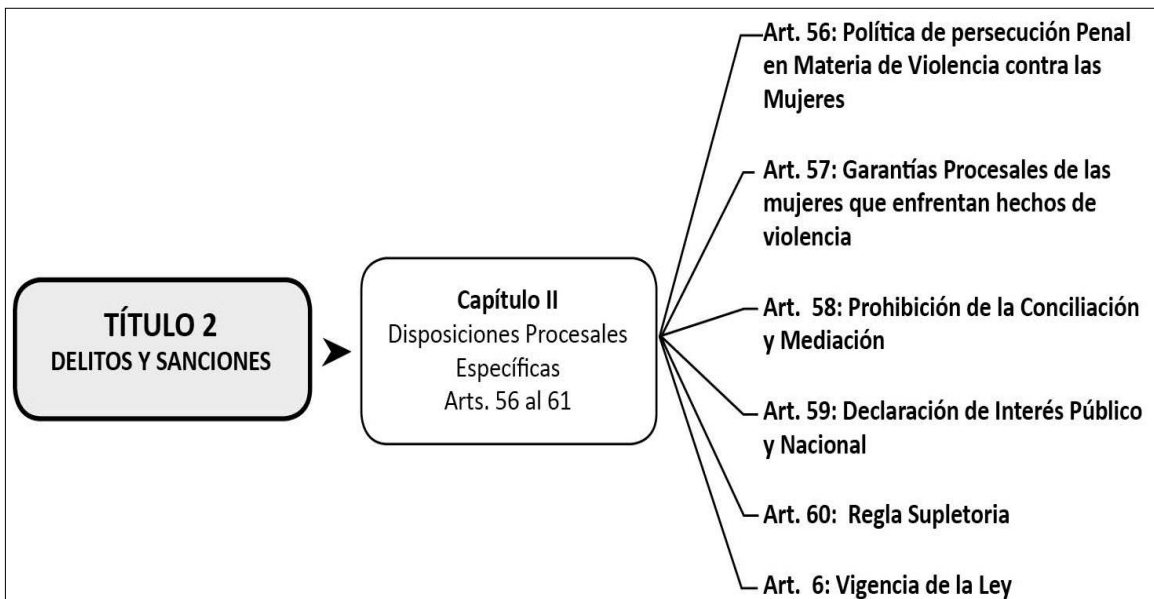 TÍTULO 2
DELITOS Y SANCIONES
Capítulo II
Disposiciones Procesales
Específicas
Arts. 56 al 61
Art. 56: Política de persecución Penal
en Materia de Violencia contra las
Mujeres
Art. 57: Garantías Procesales de las
mujeres que enfrentan hechos de
violencia
Art. 58: Prohibición de la Conciliación
y Mediación
Art. 59: Declaración de Interés Público
y Nacional
Art. 60: Regla Supletoria
Art. 6: Vigencia de la Ley